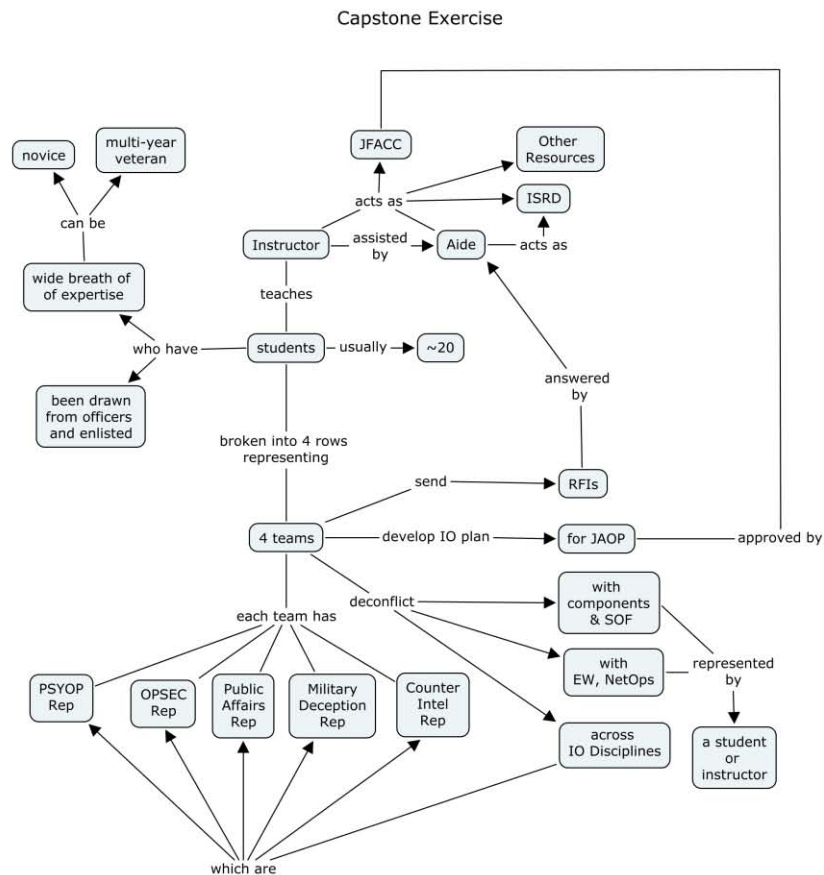 Capstone Exercise
JFACC
Other
Resources
multi-year
veteran
novice
ISRD
acts as
can be
Instructor
assisted
by
Aide
acts as
wide breath of
of expertise
teaches
who have
students
usually
~20
been drawn
from officers
and enlisted
answered
by
broken into 4 rows
representing
send
RFIs
4 teams
develop IO plan
for JAOP
approved by
each team has
deconflict
with
components
& SOF
with
EW, NetOps
represented
by
PSYOP
Rep
OPSEC
Rep
Public
Affairs
Rep
Military
Deception
Rep
Counter
Intel
Rep
across
IO Disciplines
a student
or
instructor
which are